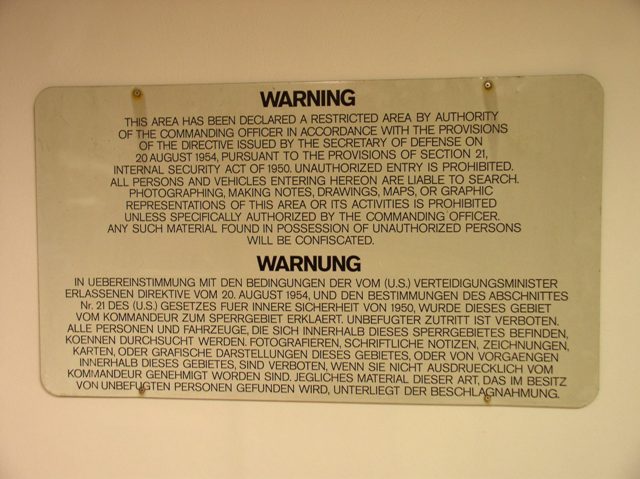 WARNING
THIS AREA HAS BEEN DECLARED A RESTRICTED AREA BY AUTHORITY
OF THE COMMANDING OFFICER IN ACCORDANCE WITH THE PROVISIONS
OF THE DIRECTIVE ISSUED BY THE SECRETARY OF DEFENSE ON
20 AUGUST 1954, PURSUANT TO THE PROVISIONS OF SECTION 21,
INTERNAL SECURITY ACT OF 1950. UNAUTHORIZED ENTRY IS PROHIBITED.
ALL PERSONS AND VEHICLES ENTERING HEREON ARE LIABLE TO SEARCH.
PHOTOGRAPHING, MAKING NOTES, DRAWINGS, MAPS, OR GRAPHIC
REPRESENTATIONS OF THIS AREA OR ITS ACTIVITIES IS PROHIBITED
UNLESS SPECIFICALLY AUTHORIZED BY THE COMMANDING OFFICER.
ANY SUCH MATERIAL FOUND IN POSSESSION OF UNAUTHORIZED PERSONS
WILL BE CONFISCATED.
WARNUNG
IN UEBEREINSTIMMUNG MIT DEN BEDINGUNGEN DER VOM (U.S.) VERTEIDIGUNGSMINISTER
ERLASSENEN DIREKTIVE VOM 20. AUGUST 1954, UND DEN BESTIMMUNGEN DES ABSCHNITTES
Nr. 21 DES (U.S.) GESETZES FUER INNERE SICHERHEIT VON 1950, WURDE DIESES GEBIET
VOM KOMMANDEUR ZUM SPERRGEBIET ERKLAERT. UNBEFUGTER ZUTRITT IST VERBOTEN.
ALLE PERSONEN UND FAHRZEUGE, DIE SICH INNERHALB DIESES SPERRGEBIETES BEFINDEN,
KOENNEN DURCHSUCHT WERDEN. FOTOGRAFIEREN, SCHRIFTLICHE NOTIZEN, ZEICHNUNGEN,
KARTEN, ODER GRAFISCHE DARSTELLUNGEN DIESES GEBIETES, ODER VON VORGAENGEN
INNERHALB DIESES GEBIETES, SIND VERBOTEN, WENN SIE NICHT AUSDRUECKLICH VOM
KOMMANDEUR GENEHMIGT WORDEN SIND. JEGLICHES MATERIAL DIESER ART, DAS IM BESITZ
VON UNBEFUGTEN PERSONEN GEFUNDEN WIRD, UNTERLIEGT DER BESCHLAGNAHMUNG.